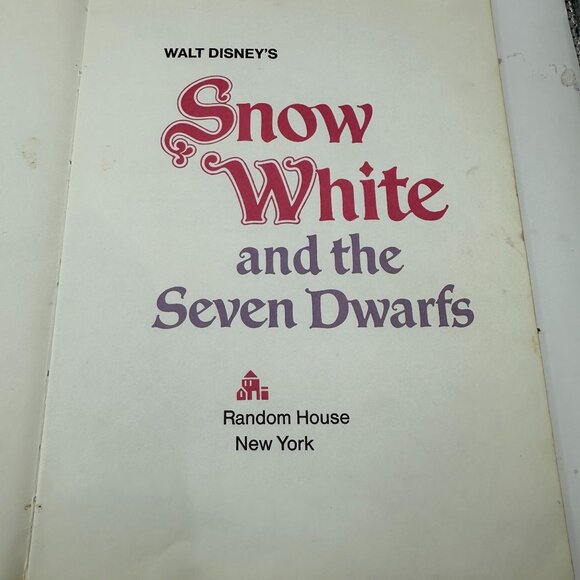 WALT DISNEY'S
Snow
White
and the
Seven Dwarfs
Random House
New York